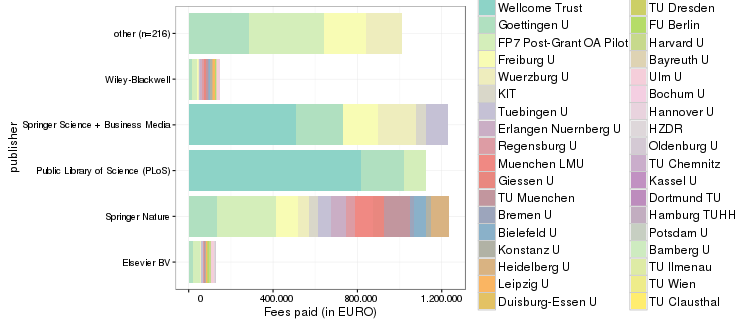 publisher
other (n=216)
Wiley-Blackwell
Springer Science + Business Media
Public Library of Science (PLoS)
Springer Nature
Elsevier BV
0
400.000
800.000
1.200.000
Fees paid (in EURO)
Wellcome Trust
Goettingen U
FP7 Post-Grant OA Pilot
Freiburg U
Wuerzburg U
KIT
Tuebingen U
Erlangen Nuernberg U
Regensburg U
Muenchen LMU
Giessen U
TU Muenchen
Bremen U
Bielefeld U
Konstanz U
Heidelberg U
Leipzig U
Duisburg-Essen U
TU Dresden
FU Berlin
Harvard U
Bayreuth U
Ulm U
Bochum U
Hannover U
HZDR
Oldenburg U
TU Chemnitz
Kassel U
Dortmund TU
Hamburg TUHH
Potsdam U
Bamberg U
TU Ilmenau
TU Wien
TU Clausthal